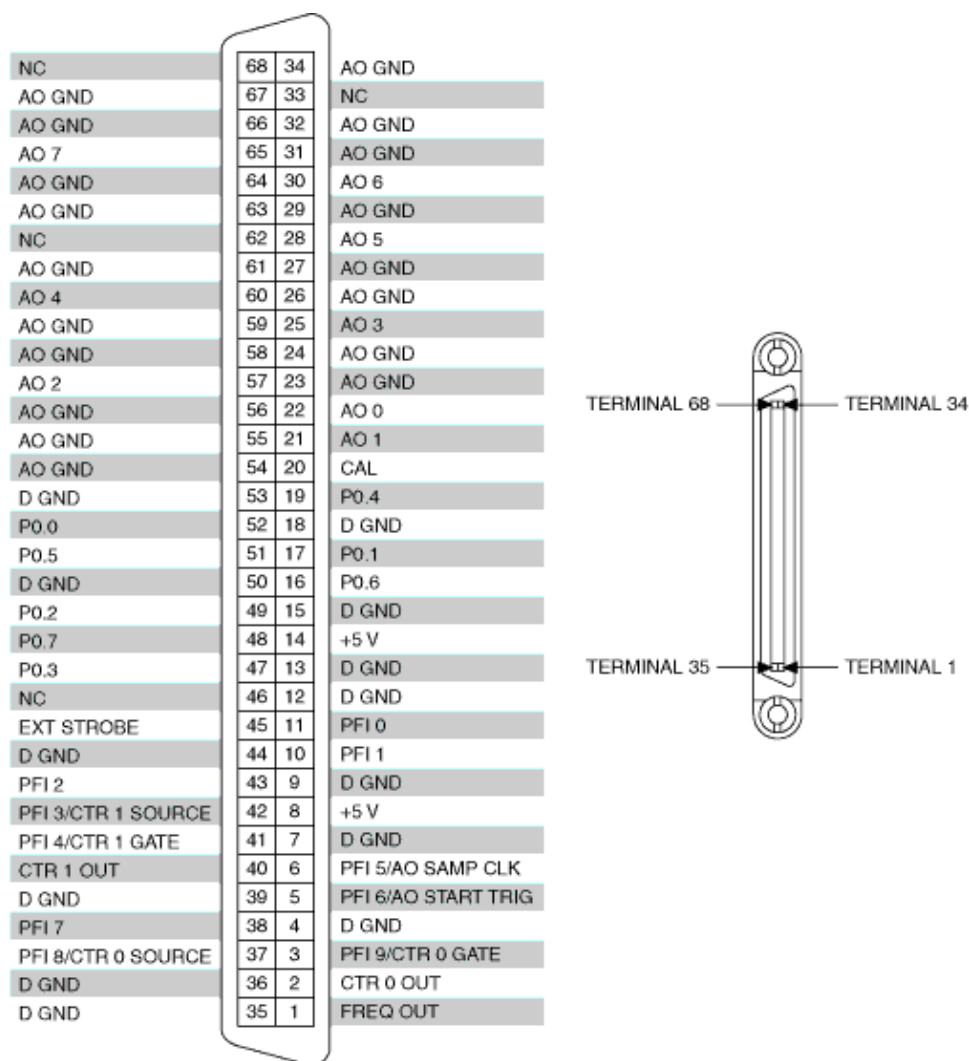 NC 68 34 AO GND
AO GND 67 33 NC
AO GND 66 32 AO GND
AO 7 65 31 AO GND
AO GND 64 30 AO 6
AO GND 63 29 AO GND
NC 62 28 AO 5
AO GND 61 27 AO GND
AO 4 60 26 AO GND
AO GND 59 25 AO 3
AO GND 58 24 AO GND
AO 2 57 23 AO GND
AO GND 56 22 AO 0
AO GND 55 21 AO 1
AO GND 54 20 CAL
D GND 53 19 P0.4
P0.0 52 18 D GND
P0.5 51 17 P0.1
D GND 50 16 P0.6
P0.2 49 15 D GND
P0.7 48 14 +5 V
P0.3 47 13 D GND
NC 46 12 D GND
EXT STROBE 45 11 PFI 0
D GND 44 10 PFI 1
PFI 2 43 9 D GND
PFI 3/CTR 1 SOURCE 42 8 +5 V
PFI 4/CTR 1 GATE 41 7 D GND
CTR 1 OUT 40 6 PFI 5/AO SAMP CLK
D GND 39 5 PFI 6/AO START TRIG
PFI 7 38 4 D GND
PFI 8/CTR 0 SOURCE 37 3 PFI 9/CTR 0 GATE
D GND 36 2 CTR 0 OUT
D GND 35 1 FREQ OUT
TERMINAL 68 TERMINAL 34
TERMINAL 35 TERMINAL 1